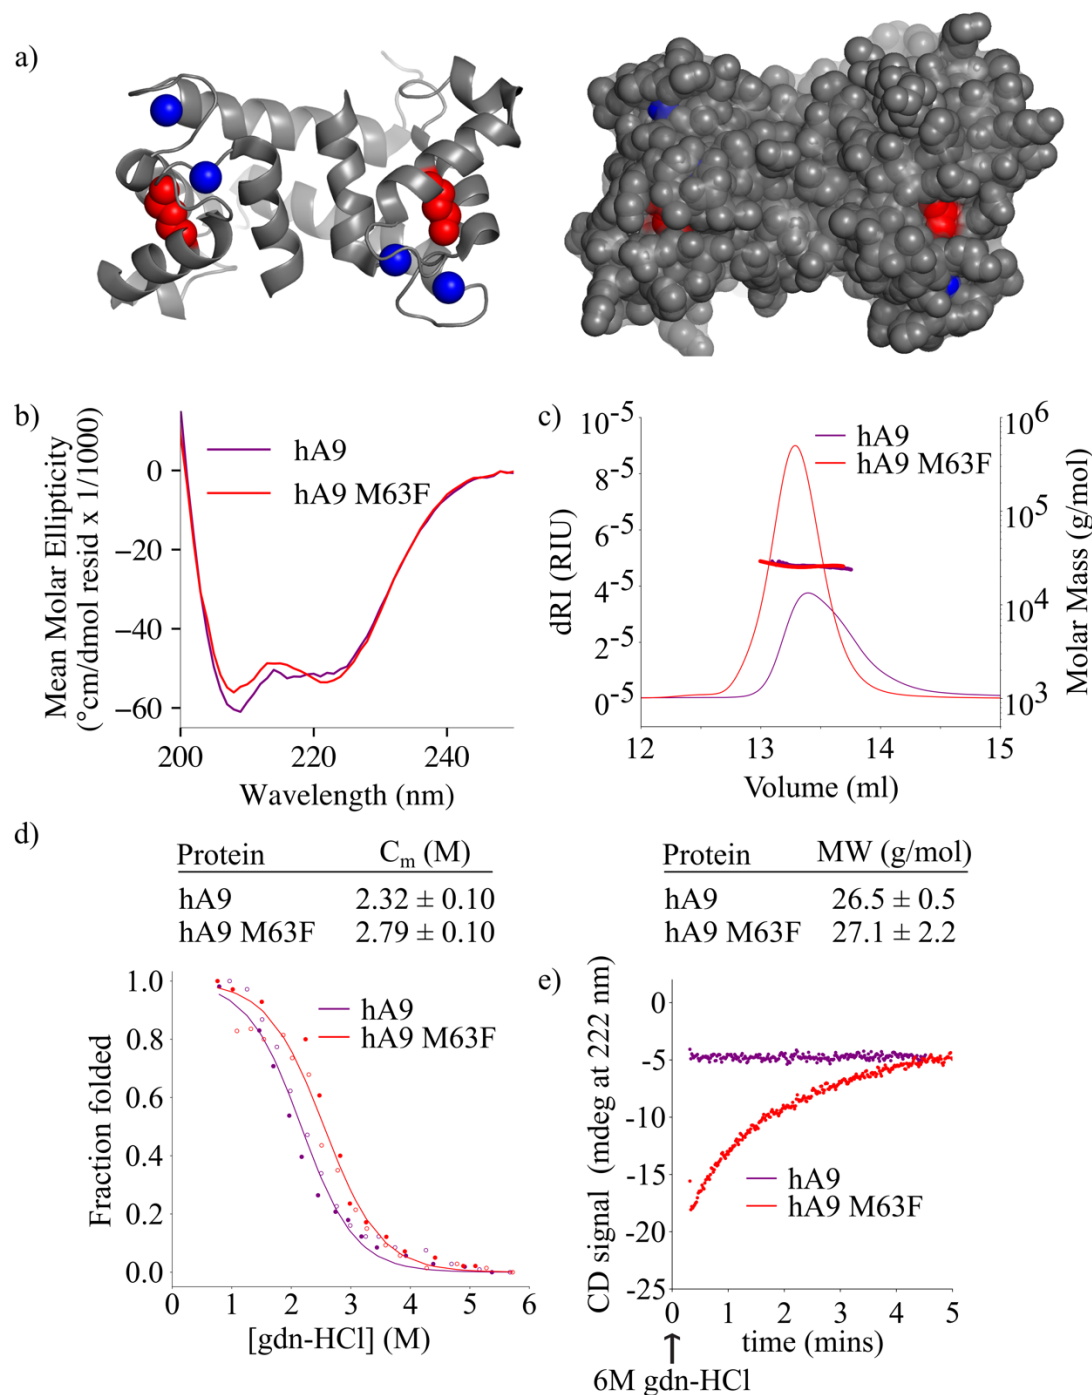 a)
b)
hA9
hA9 M63F
Mean Molar Ellipticity
(°cm/dmol resid x 1/1000)
0
−20
−40
−60
200
220
240
Wavelength (nm)
c)
hA9
hA9 M63F
dRI (RIU)
10⁻⁵
8⁻⁵
6⁻⁵
4⁻⁵
2⁻⁵
0⁻⁵
Molar Mass (g/mol)
10⁶
10⁵
10⁴
10³
12
13
14
15
Volume (ml)
d)
Protein Cₘ (M)
hA9 2.32 ± 0.10
hA9 M63F 2.79 ± 0.10
Protein MW (g/mol)
hA9 26.5 ± 0.5
hA9 M63F 27.1 ± 2.2
hA9
hA9 M63F
Fraction folded
1.0
0.8
0.6
0.4
0.2
0.0
0
1
2
3
4
5
6
[gdn-HCl] (M)
e)
hA9
hA9 M63F
CD signal (mdeg at 222 nm)
0
-5
-10
-15
-20
-25
0
1
2
3
4
5
time (mins)
6M gdn-HCl